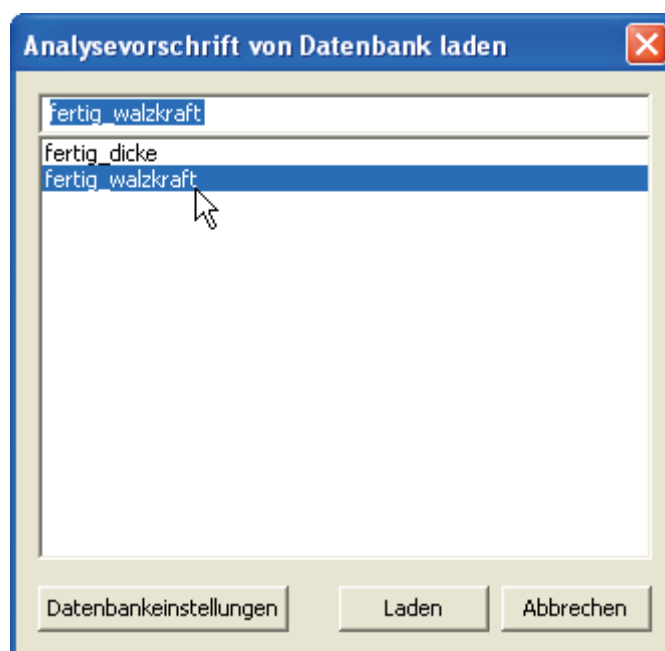 Analysevorschrift von Datenbank laden
fertig_walzkraft
fertig_dicke
fertig_walzkraft
Datenbankeinstellungen
Laden
Abbrechen